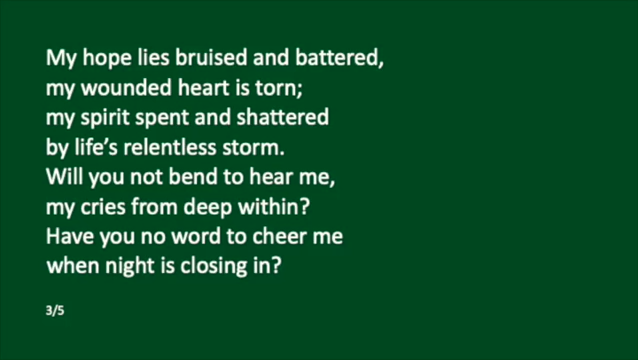 My hope lies bruised and battered,
my wounded heart is torn;
my spirit spent and shattered
by life’s relentless storm.
Will you not bend to hear me,
my cries from deep within?
Have you no word to cheer me
when night is closing in?
3/5